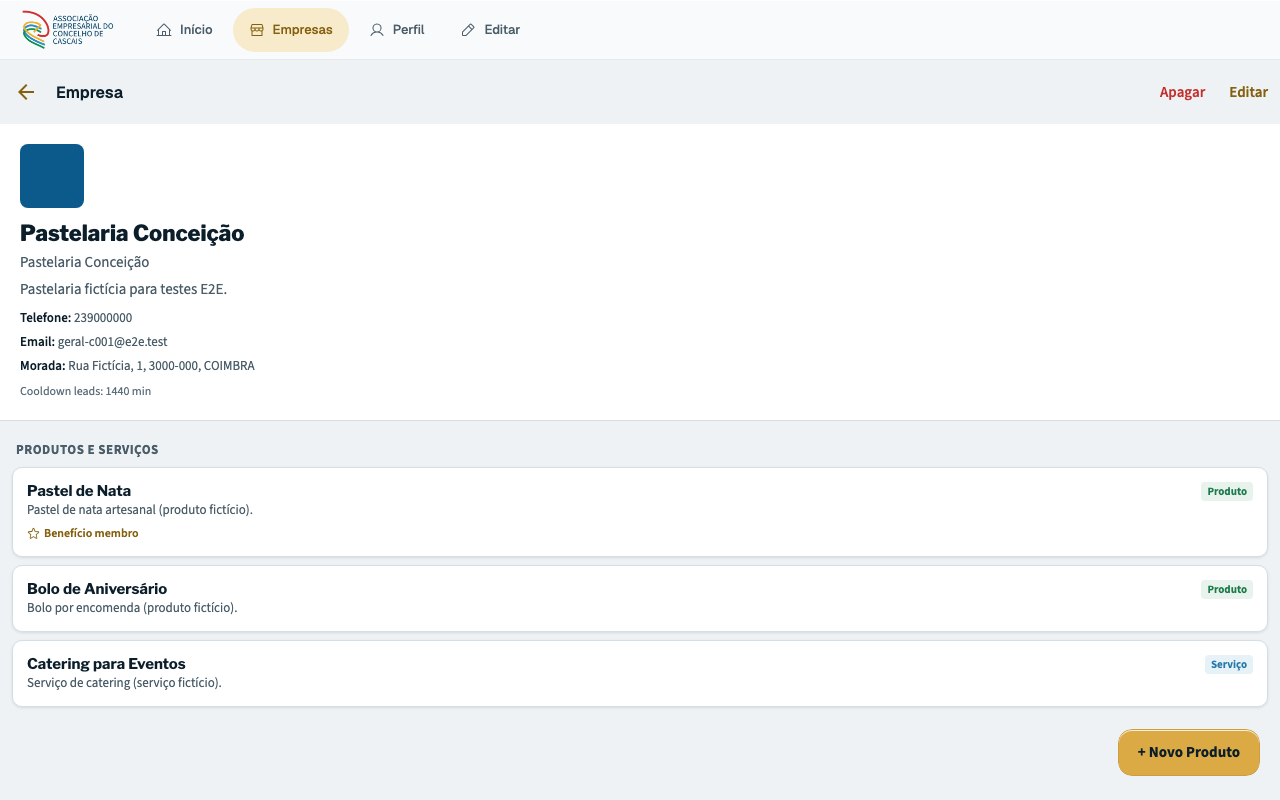 ASSOCIAÇÃO
EMPRESARIAL DO
CONCELHO DE
CASCAIS
Início
Empresas
Perfil
Editar
Empresa
Apagar
Editar
Pastelaria Conceição
Pastelaria Conceição
Pastelaria fictícia para testes E2E.
Telefone: 239000000
Email: geral-c001@e2e.test
Morada: Rua Fictícia, 1, 3000-000, COIMBRA
Cooldown leads: 1440 min
PRODUTOS E SERVIÇOS
Pastel de Nata
Produto
Pastel de nata artesanal (produto fictício).
Benefício membro
Bolo de Aniversário
Produto
Bolo por encomenda (produto fictício).
Catering para Eventos
Serviço
Serviço de catering (serviço fictício).
+ Novo Produto